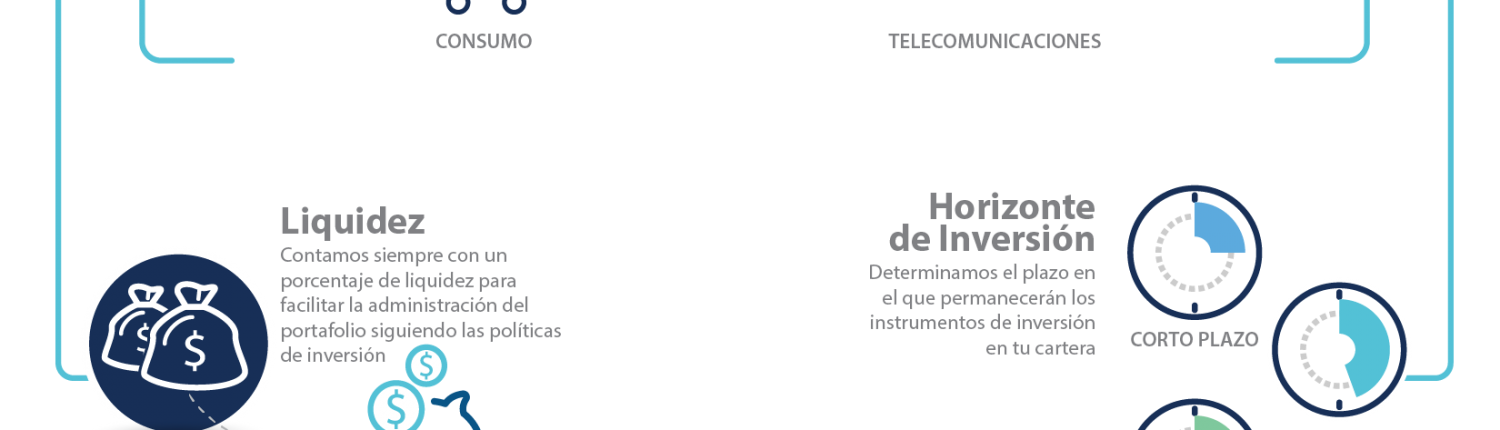 CONSUMO
TELECOMUNICACIONES
Liquidez
Contamos siempre con un
porcentaje de liquidez para
facilitar la administración del
portafolio siguiendo las políticas
de inversión
$
$
$
$
Horizonte
de Inversión
Determinamos el plazo en
el que permanecerán los
instrumentos de inversión
en tu cartera
CORTO PLAZO